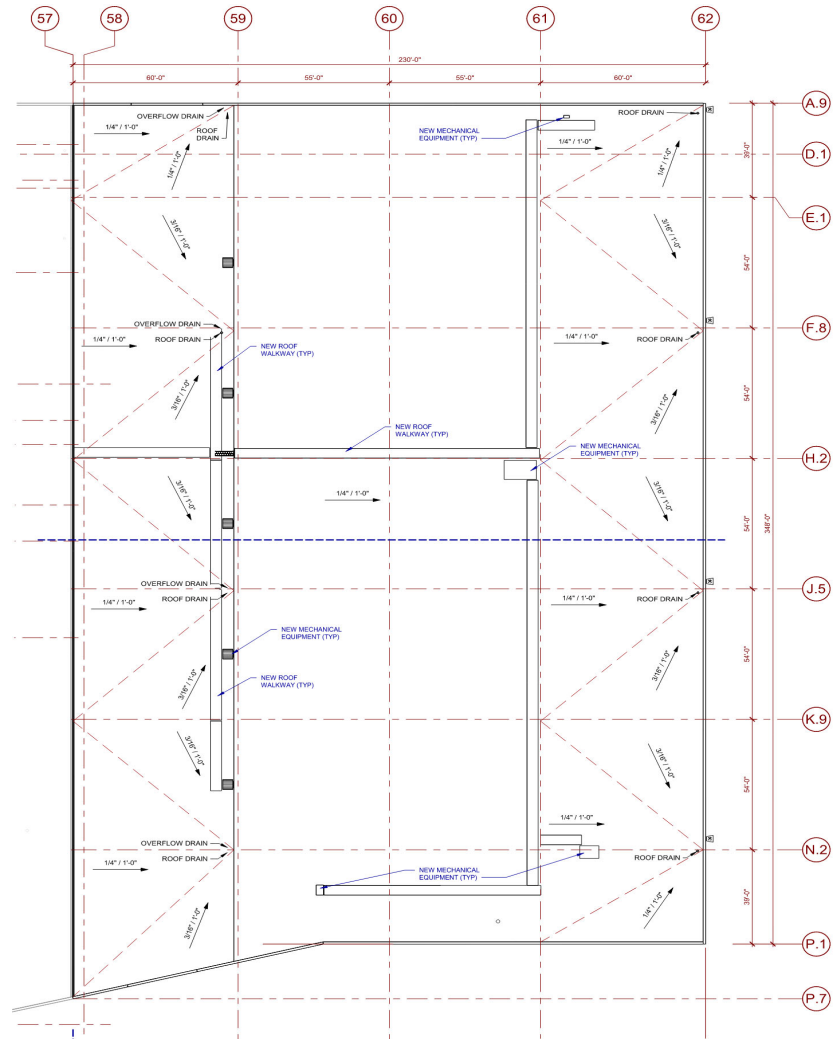 57
58
59
60
61
62
230'-0"
60'-0"
55'-0"
55'-0"
60'-0"
A.9
OVERFLOW DRAIN
ROOF
DRAIN
1/4" / 1'-0"
1/4" / 1'-0"
NEW MECHANICAL
EQUIPMENT (TYP)
ROOF DRAIN
1/4" / 1'-0"
1/4" / 1'-0"
39'-0"
D.1
E.1
3/16" / 1'-0"
3/16" / 1'-0"
54'-0"
OVERFLOW DRAIN
ROOF DRAIN
1/4" / 1'-0"
NEW ROOF
WALKWAY (TYP)
1/4" / 1'-0"
ROOF DRAIN
F.8
3/16" / 1'-0"
3/16" / 1'-0"
54'-0"
NEW ROOF
WALKWAY (TYP)
NEW MECHANICAL
EQUIPMENT (TYP)
H.2
3/16" / 1'-0"
1/4" / 1'-0"
3/16" / 1'-0"
54'-0"
348'-0"
OVERFLOW DRAIN
ROOF DRAIN
1/4" / 1'-0"
1/4" / 1'-0"
ROOF DRAIN
J.5
NEW MECHANICAL
EQUIPMENT (TYP)
3/16" / 1'-0"
NEW ROOF
WALKWAY (TYP)
3/16" / 1'-0"
54'-0"
K.9
3/16" / 1'-0"
3/16" / 1'-0"
54'-0"
1/4" / 1'-0"
OVERFLOW DRAIN
ROOF DRAIN
1/4" / 1'-0"
NEW MECHANICAL
EQUIPMENT (TYP)
ROOF DRAIN
N.2
3/16" / 1'-0"
1/4" / 1'-0"
39'-0"
P.1
P.7